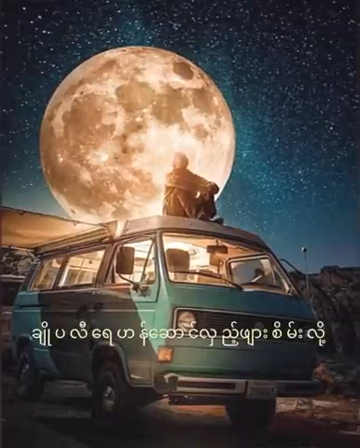 ချို ပ လီ ရေ ဟ န်ဆောင်လှ ည့်ဖျား စိ မ်း လို့